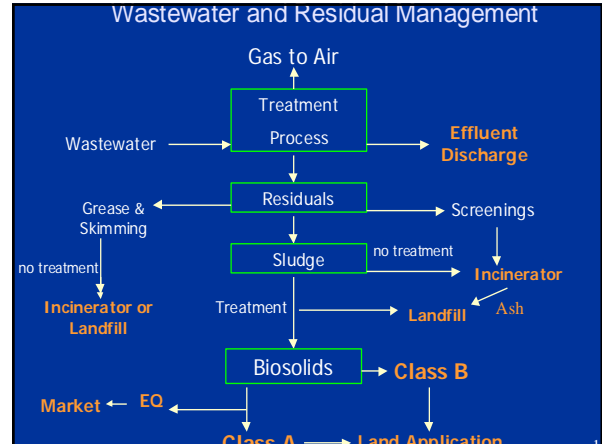 Wastewater and Residual Management
Gas to Air
Treatment
Process
Wastewater
Effluent
Discharge
Residuals
Grease &
Skimming
Screenings
no treatment
Sludge
no treatment
Incinerator
Incinerator or
Landfill
Treatment
Landfill
Ash
Biosolids
Class B
Market
EQ
Class A
Land Application
1